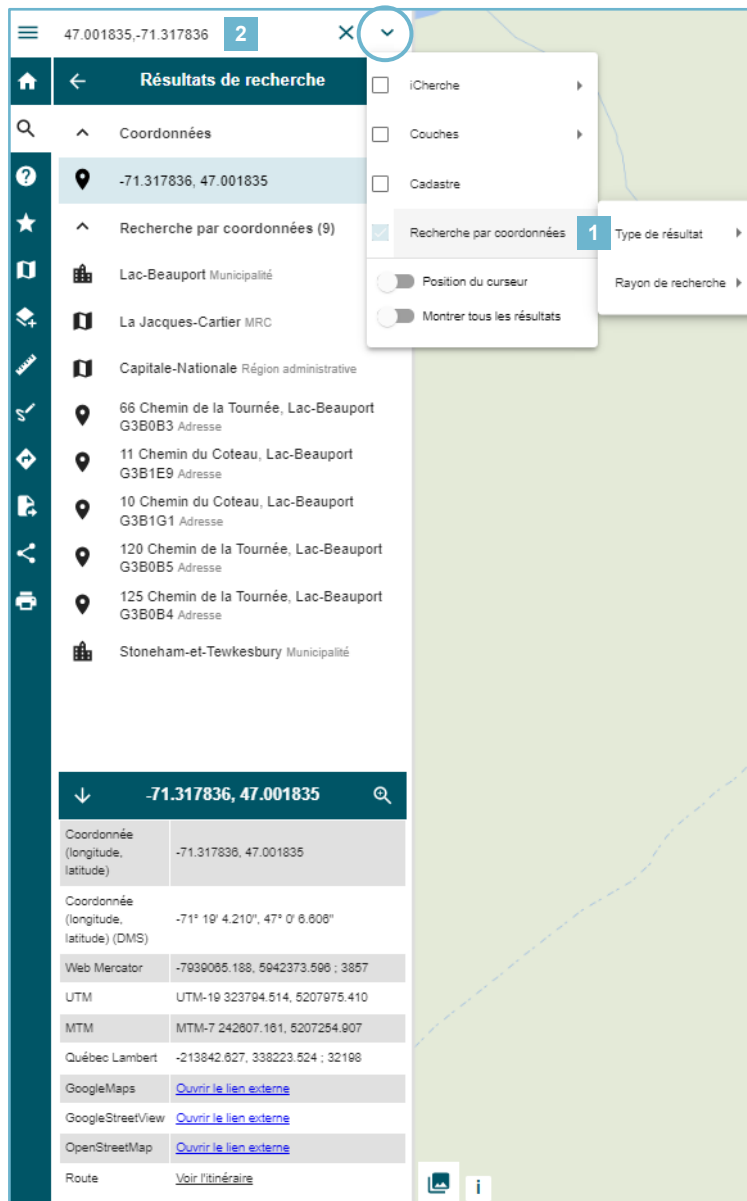 47.001835,-71.317836 2
Résultats de recherche
Coordonnées
-71.317836, 47.001835
Recherche par coordonnées (9)
Lac-Beauport Municipalité
La Jacques-Cartier MRC
Capitale-Nationale Région administrative
66 Chemin de la Tournée, Lac-Beauport
G3B0B3 Adresse
11 Chemin du Coteau, Lac-Beauport
G3B1E9 Adresse
10 Chemin du Coteau, Lac-Beauport
G3B1G1 Adresse
120 Chemin de la Tournée, Lac-Beauport
G3B0B5 Adresse
125 Chemin de la Tournée, Lac-Beauport
G3B0B4 Adresse
Stoneham-et-Tewkesbury Municipalité
iCherche
Couches
Cadastre
Recherche par coordonnées 1
Position du curseur
Montrer tous les résultats
Type de résultat
Rayon de recherche
-71.317836, 47.001835
Coordonnée
(longitude,
latitude)
-71.317836, 47.001835
Coordonnée
(longitude,
latitude) (DMS)
-71° 19' 4.210", 47° 0' 6.606"
Web Mercator -7939065.188, 5942373.596 ; 3857
UTM UTM-19 323794.514, 5207975.410
MTM MTM-7 242607.161, 5207254.907
Québec Lambert -213842.627, 338223.524 ; 32198
GoogleMaps Ouvrir le lien externe
GoogleStreetView Ouvrir le lien externe
OpenStreetMap Ouvrir le lien externe
Route Voir l'itinéraire
i